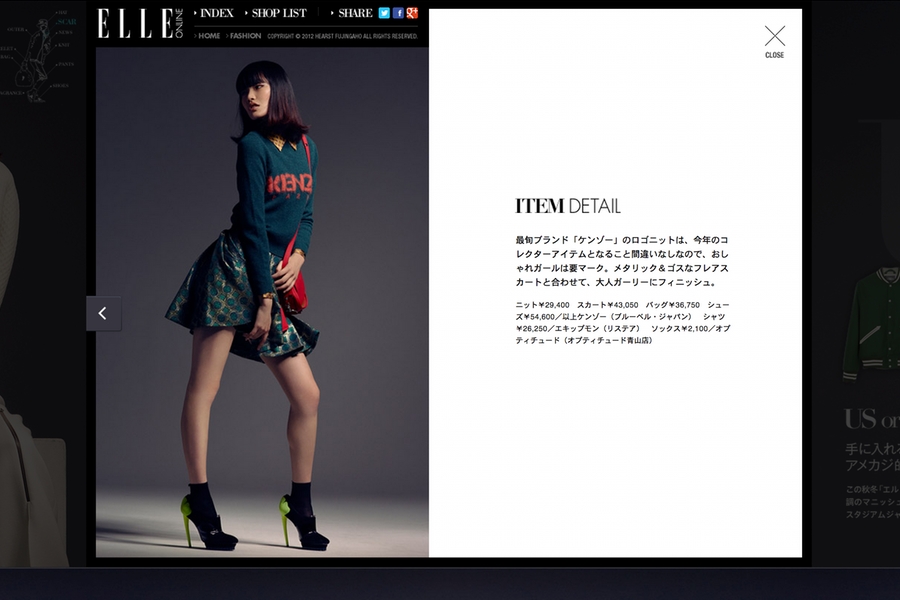 ELLE ONLINE
INDEX
SHOP LIST
SHARE
HOME
FASHION
COPYRIGHT © 2012 HEARST FUJINGAHO ALL RIGHTS RESERVED.
CLOSE
KENZ
ITEM DETAIL
最旬ブランド「ケンゾー」のロゴニットは、今年のコ
レクターアイテムとなること間違いなしなので、おし
ゃれガールは要マーク。メタリック＆ゴスなフレアス
カートと合わせて、大人ガーリーにフィニッシュ。
ニット¥29,400　スカート¥43,050　バッグ¥36,750　シュー
ズ¥54,600／以上ケンゾー（ブルーベル・ジャパン）　シャツ
¥26,250／エキップモン（リステア）　ソックス¥2,100／オプ
ティチュード（オプティチュード青山店）
US
手に入れ
アメカジ
この秋冬「エル
調のマニッシ
スタジアムジャ